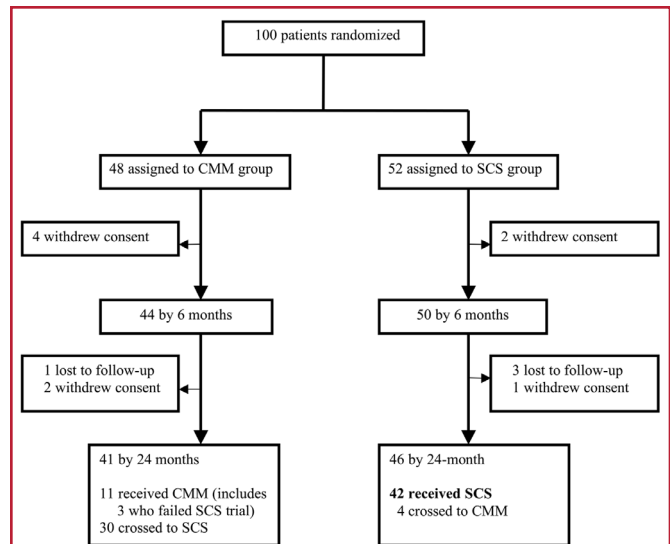 100 patients randomized
48 assigned to CMM group
52 assigned to SCS group
4 withdrew consent
2 withdrew consent
44 by 6 months
50 by 6 months
1 lost to follow-up
2 withdrew consent
3 lost to follow-up
1 withdrew consent
41 by 24 months
11 received CMM (includes
3 who failed SCS trial)
30 crossed to SCS
46 by 24-month
42 received SCS
4 crossed to CMM